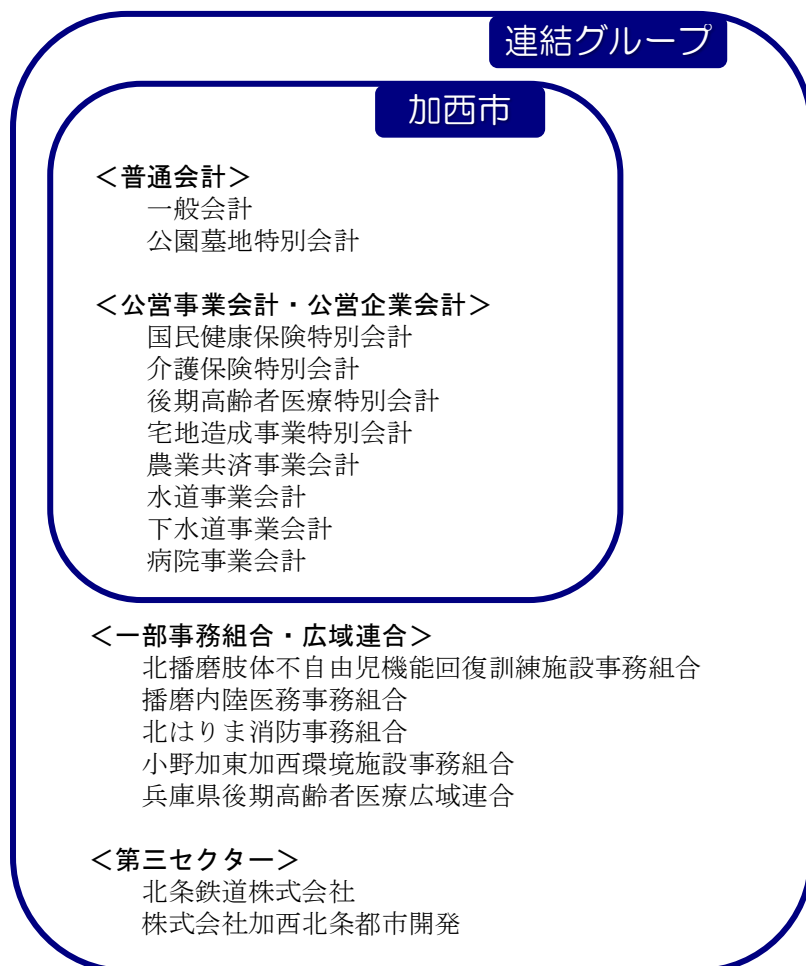 連結グループ
加西市
＜普通会計＞
一般会計
公園墓地特別会計
＜公営事業会計・公営企業会計＞
国民健康保険特別会計
介護保険特別会計
後期高齢者医療特別会計
宅地造成事業特別会計
農業共済事業会計
水道事業会計
下水道事業会計
病院事業会計
＜一部事務組合・広域連合＞
北播磨肢体不自由児機能回復訓練施設事務組合
播磨内陸医務事務組合
北はりま消防事務組合
小野加東加西環境施設事務組合
兵庫県後期高齢者医療広域連合
＜第三セクター＞
北条鉄道株式会社
株式会社加西北条都市開発